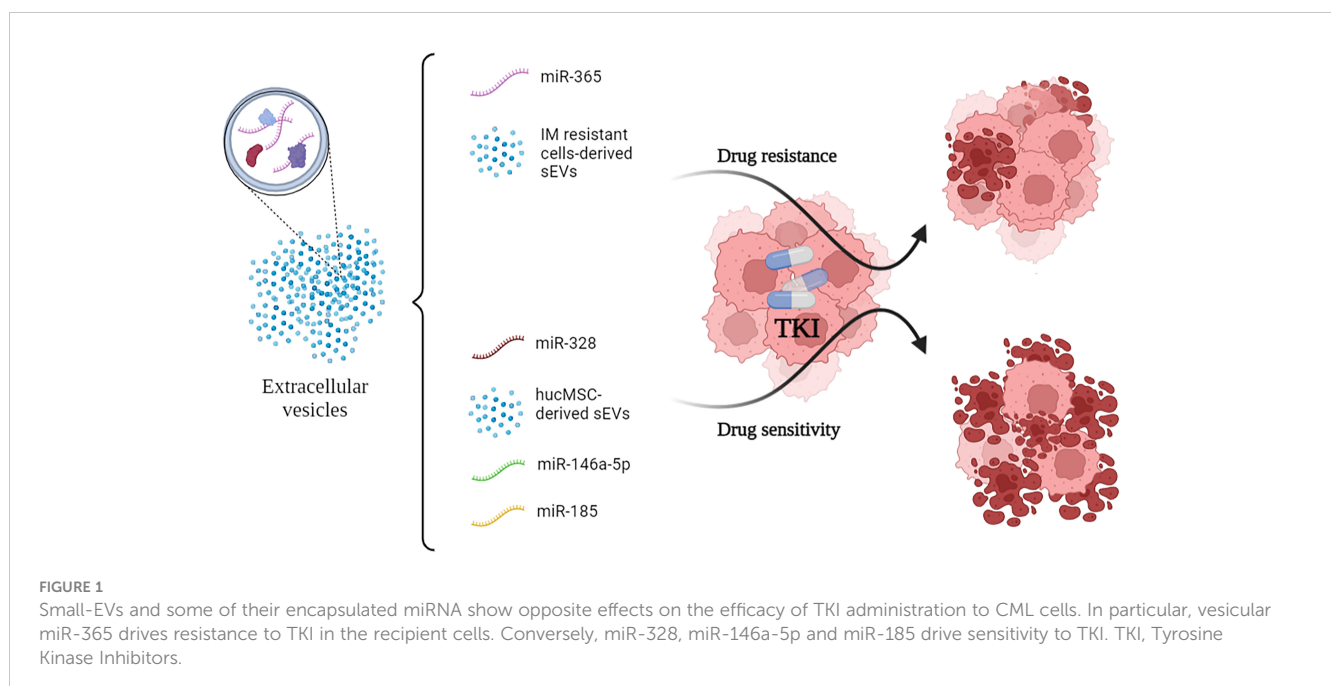 miR-365
IM resistant
cells-derived
sEVs
Drug resistance
TKI
Extracellular
vesicles
miR-328
hucMSC-
derived sEVs
Drug sensitivity
miR-146a-5p
miR-185
FIGURE 1
Small-EVs and some of their encapsulated miRNA show opposite effects on the efficacy of TKI administration to CML cells. In particular, vesicular
miR-365 drives resistance to TKI in the recipient cells. Conversely, miR-328, miR-146a-5p and miR-185 drive sensitivity to TKI. TKI, Tyrosine
Kinase Inhibitors.